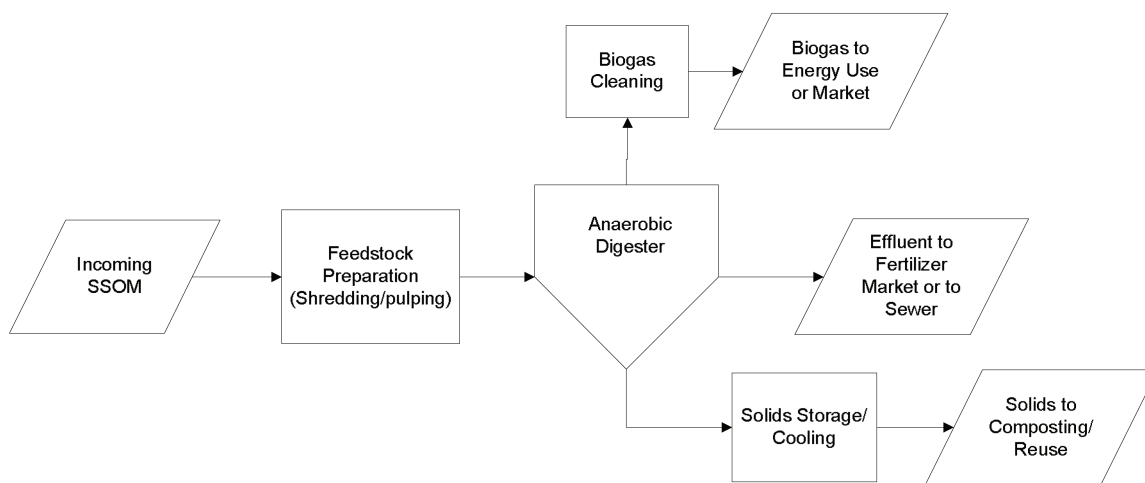 Biogas
Cleaning
Biogas to
Energy Use
or Market
Incoming
SSOM
Feedstock
Preparation
(Shredding/pulping)
Anaerobic
Digester
Effluent to
Fertilizer
Market or to
Sewer
Solids Storage/
Cooling
Solids to
Composting/
Reuse